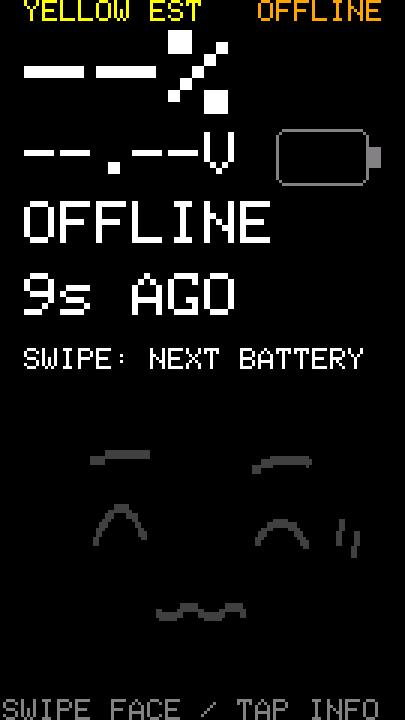 YELLOW EST OFFLINE
--%
--.--V
OFFLINE
9s AGO
SWIPE: NEXT BATTERY
SWIPE FACE / TAP INFO